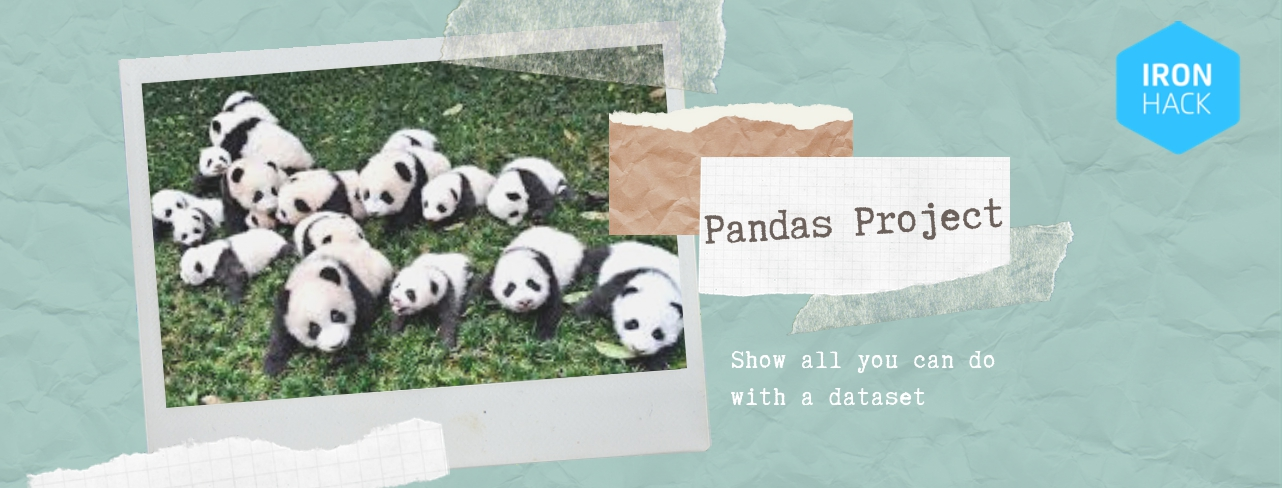 IRON
HACK
Pandas Project
Show all you can do
with a dataset